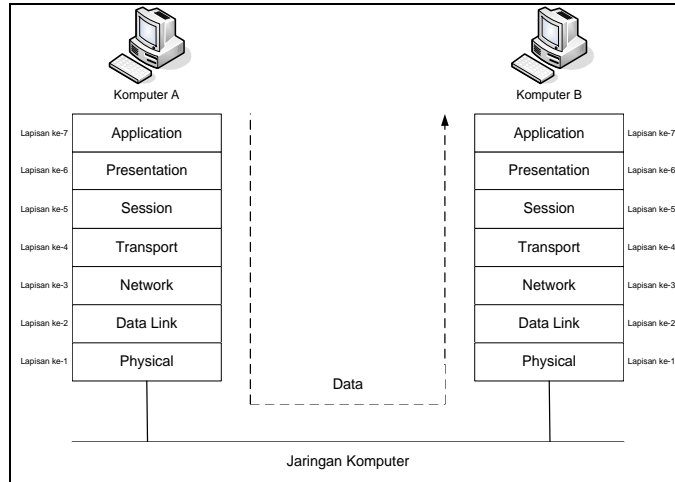 Komputer A
Komputer B
Lapisan ke-7 Application
Application Lapisan ke-7
Lapisan ke-6 Presentation
Presentation Lapisan ke-6
Lapisan ke-5 Session
Session Lapisan ke-5
Lapisan ke-4 Transport
Transport Lapisan ke-4
Lapisan ke-3 Network
Network Lapisan ke-3
Lapisan ke-2 Data Link
Data Link Lapisan ke-2
Lapisan ke-1 Physical
Physical Lapisan ke-1
Data
Jaringan Komputer